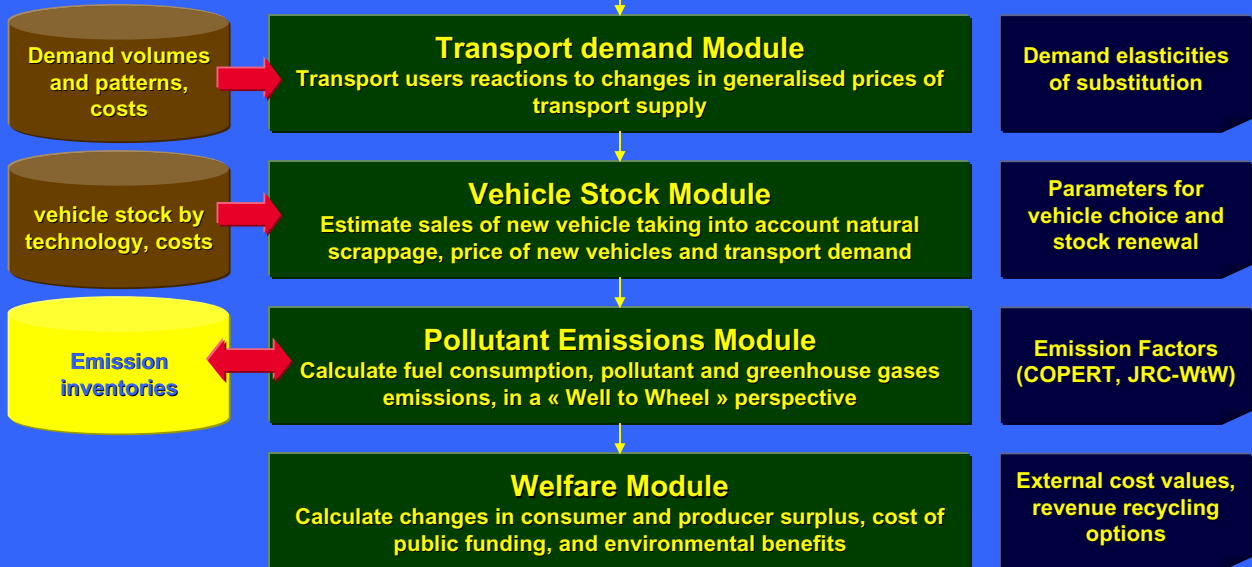 Demand volumes
and patterns,
costs
Transport demand Module
Transport users reactions to changes in generalised prices of
transport supply
Demand elasticities
of substitution
vehicle stock by
technology, costs
Vehicle Stock Module
Estimate sales of new vehicle taking into account natural
scrappage, price of new vehicles and transport demand
Parameters for
vehicle choice and
stock renewal
Emission
inventories
Pollutant Emissions Module
Calculate fuel consumption, pollutant and greenhouse gases
emissions, in a « Well to Wheel » perspective
Emission Factors
(COPERT, JRC-WtW)
Welfare Module
Calculate changes in consumer and producer surplus, cost of
public funding, and environmental benefits
External cost values,
revenue recycling
options